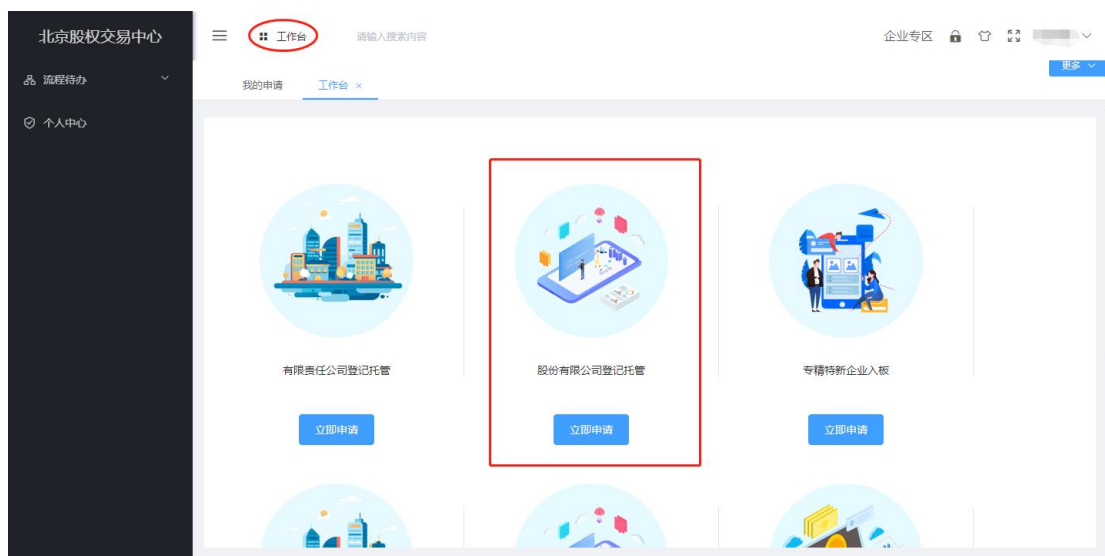 北京股权交易中心
工作台
请输入搜索内容
企业专区
流程待办
我的申请
工作台 ×
更多
个人中心
有限责任公司登记托管
股份有限公司登记托管
专精特新企业入板
立即申请
立即申请
立即申请